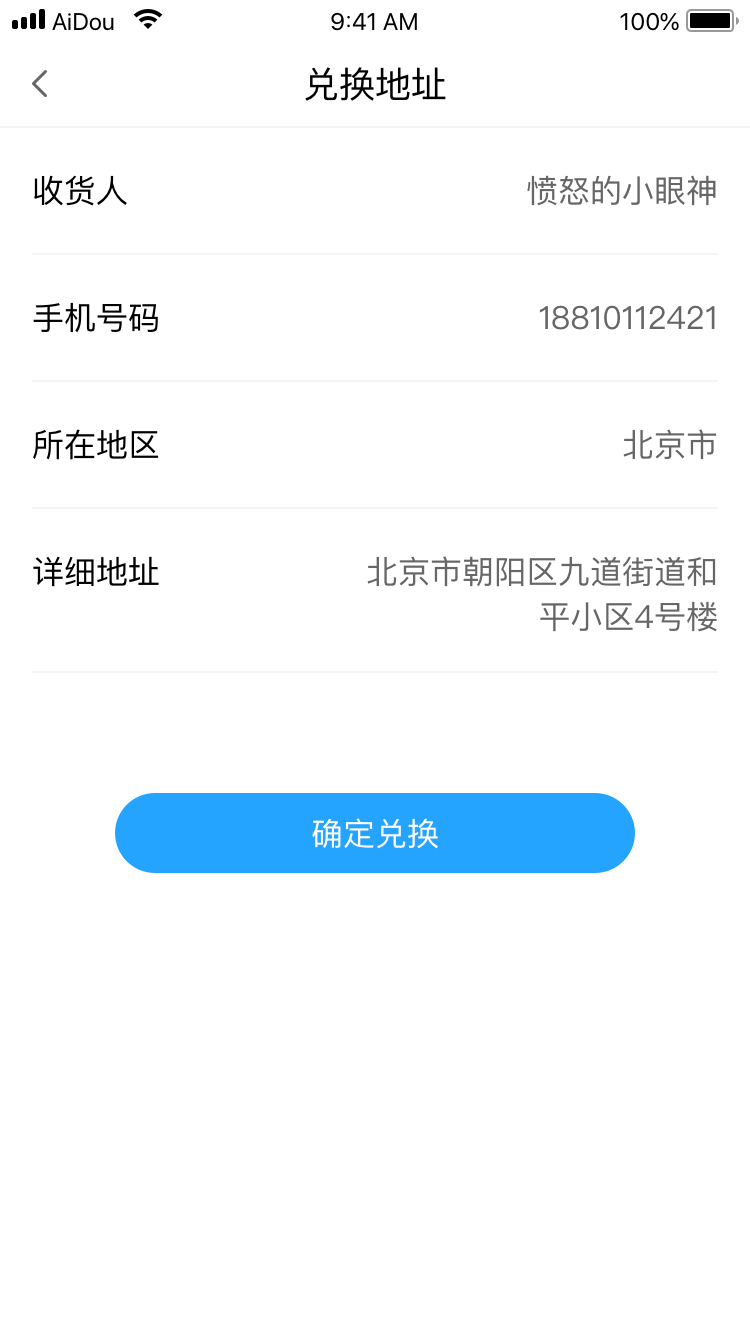 AiDou 9:41 AM 100%
兑换地址
收货人 愤怒的小眼神
手机号码 18810112421
所在地区 北京市
详细地址 北京市朝阳区九道街道和
平小区4号楼
确定兑换